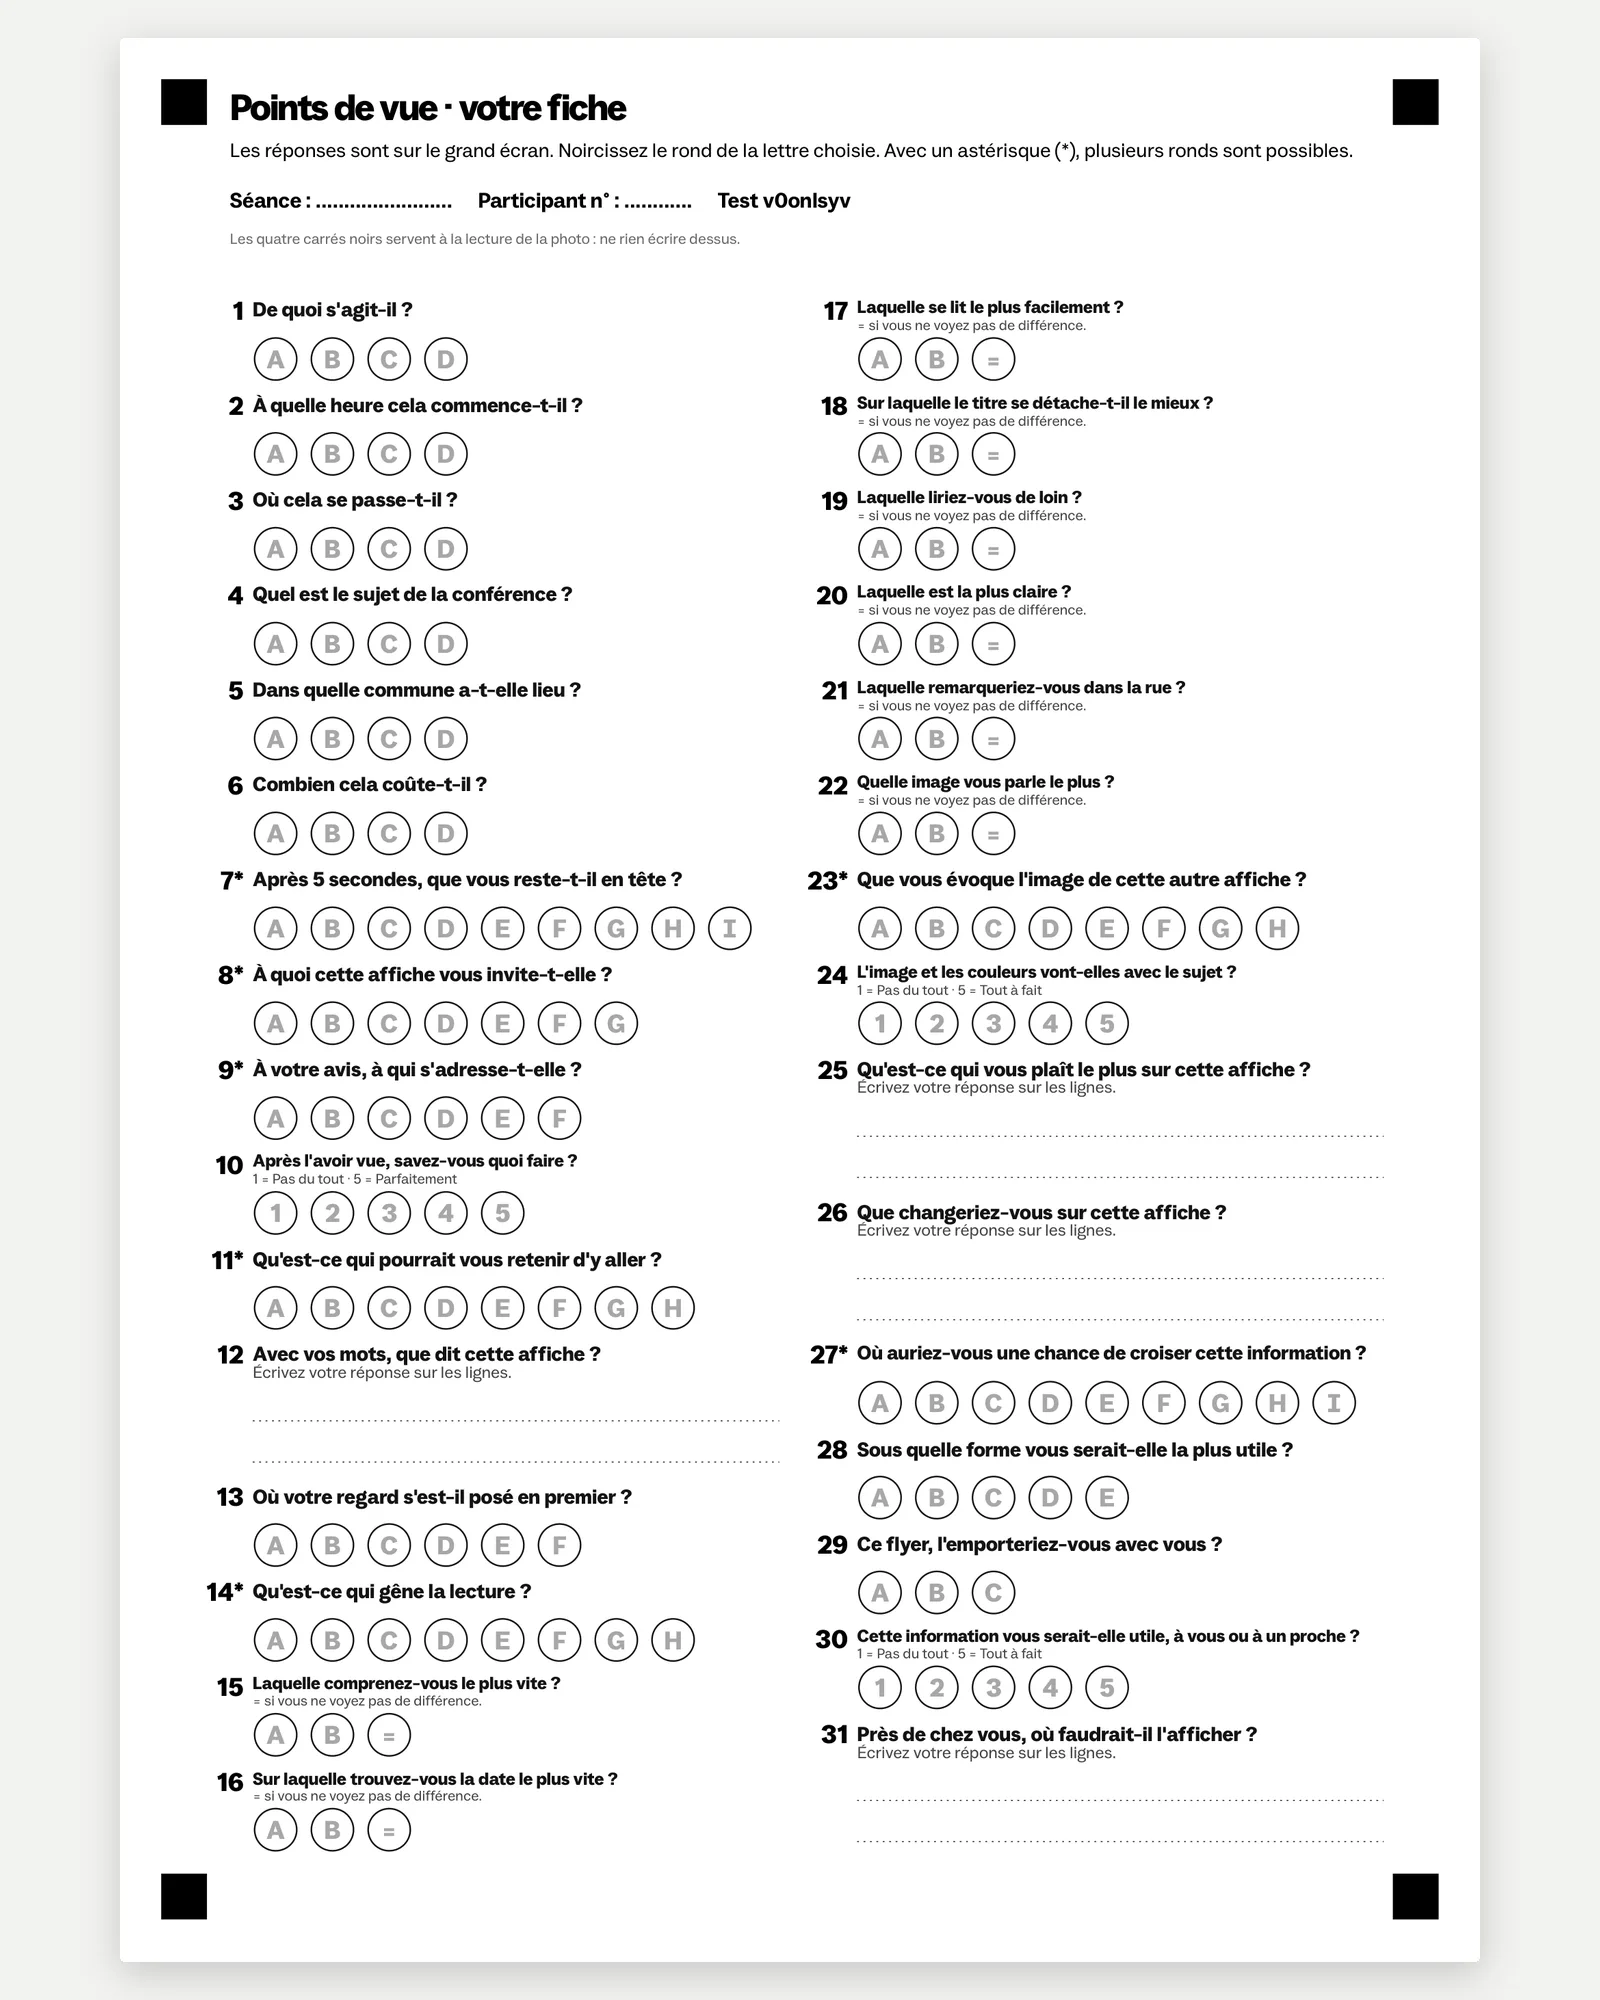 Points de vue · votre fiche
Les réponses sont sur le grand écran. Noircissez le rond de la lettre choisie. Avec un astérisque (*), plusieurs ronds sont possibles.
Séance : ........................ Participant n° : ............ Test v0onlsyv
Les quatre carrés noirs servent à la lecture de la photo : ne rien écrire dessus.
1 De quoi s'agit-il ?
A B C D
2 À quelle heure cela commence-t-il ?
A B C D
3 Où cela se passe-t-il ?
A B C D
4 Quel est le sujet de la conférence ?
A B C D
5 Dans quelle commune a-t-elle lieu ?
A B C D
6 Combien cela coûte-t-il ?
A B C D
7* Après 5 secondes, que vous reste-t-il en tête ?
A B C D E F G H I
8* À quoi cette affiche vous invite-t-elle ?
A B C D E F G
9* À votre avis, à qui s'adresse-t-elle ?
A B C D E F
10 Après l'avoir vue, savez-vous quoi faire ?
1 = Pas du tout · 5 = Parfaitement
1 2 3 4 5
11* Qu'est-ce qui pourrait vous retenir d'y aller ?
A B C D E F G H
12 Avec vos mots, que dit cette affiche ?
Écrivez votre réponse sur les lignes.
13 Où votre regard s'est-il posé en premier ?
A B C D E F
14* Qu'est-ce qui gêne la lecture ?
A B C D E F G H
15 Laquelle comprenez-vous le plus vite ?
= si vous ne voyez pas de différence.
A B =
16 Sur laquelle trouvez-vous la date le plus vite ?
= si vous ne voyez pas de différence.
A B =
17 Laquelle se lit le plus facilement ?
= si vous ne voyez pas de différence.
A B =
18 Sur laquelle le titre se détache-t-il le mieux ?
= si vous ne voyez pas de différence.
A B =
19 Laquelle liriez-vous de loin ?
= si vous ne voyez pas de différence.
A B =
20 Laquelle est la plus claire ?
= si vous ne voyez pas de différence.
A B =
21 Laquelle remarqueriez-vous dans la rue ?
= si vous ne voyez pas de différence.
A B =
22 Quelle image vous parle le plus ?
= si vous ne voyez pas de différence.
A B =
23* Que vous évoque l'image de cette autre affiche ?
A B C D E F G H
24 L'image et les couleurs vont-elles avec le sujet ?
1 = Pas du tout · 5 = Tout à fait
1 2 3 4 5
25 Qu'est-ce qui vous plaît le plus sur cette affiche ?
Écrivez votre réponse sur les lignes.
26 Que changeriez-vous sur cette affiche ?
Écrivez votre réponse sur les lignes.
27* Où auriez-vous une chance de croiser cette information ?
A B C D E F G H I
28 Sous quelle forme vous serait-elle la plus utile ?
A B C D E
29 Ce flyer, l'emporteriez-vous avec vous ?
A B C
30 Cette information vous serait-elle utile, à vous ou à un proche ?
1 = Pas du tout · 5 = Tout à fait
1 2 3 4 5
31 Près de chez vous, où faudrait-il l'afficher ?
Écrivez votre réponse sur les lignes.